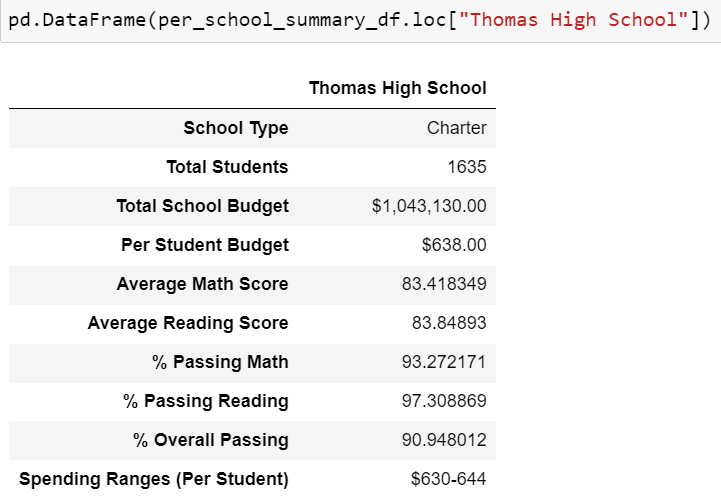 pd.DataFrame(per_school_summary_df.loc["Thomas High School"])
Thomas High School
School Type Charter
Total Students 1635
Total School Budget $1,043,130.00
Per Student Budget $638.00
Average Math Score 83.418349
Average Reading Score 83.84893
% Passing Math 93.272171
% Passing Reading 97.308869
% Overall Passing 90.948012
Spending Ranges (Per Student) $630-644